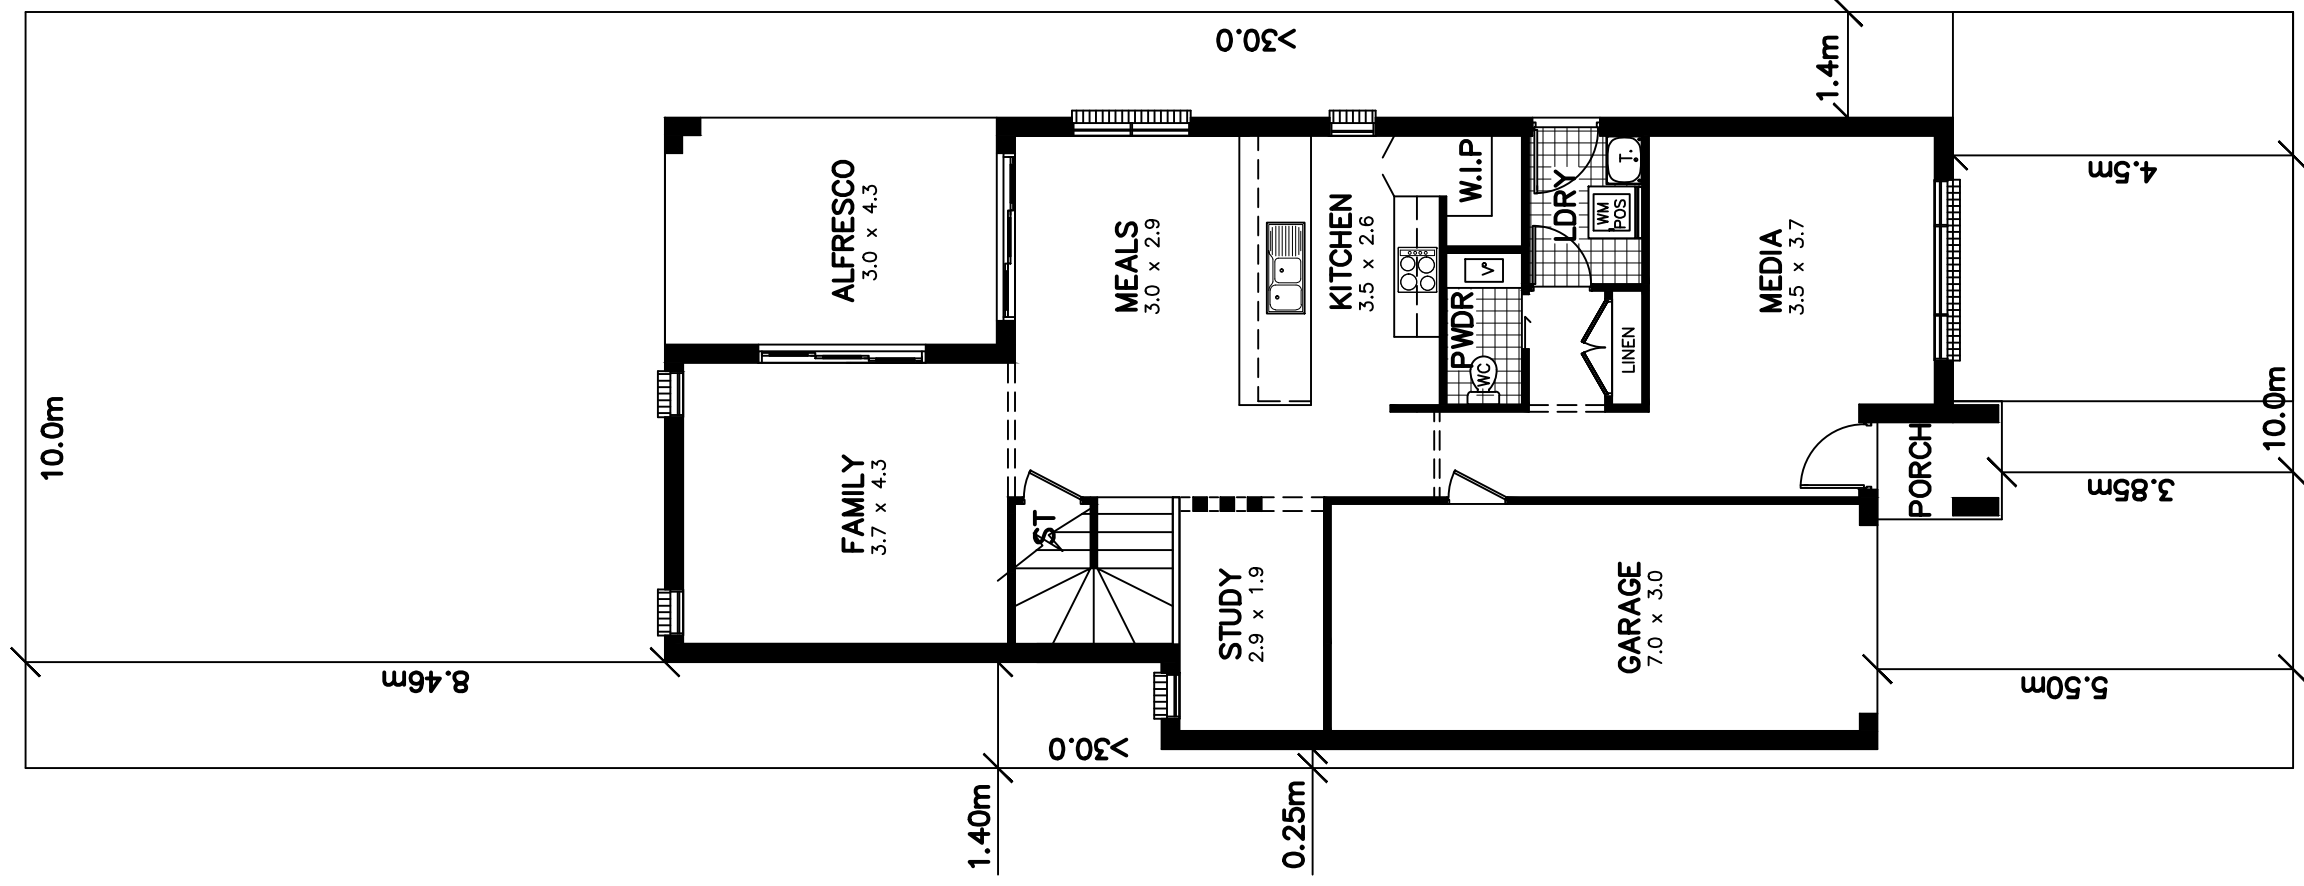 >30.0
1.4m
10.0m
ALFRESCO
3.0 x 4.3
MEALS
3.0 x 2.9
KITCHEN
3.5 x 2.6
W.I.P
LDRY
T.
WM
POS
V°
PWDR
WC
LINEN
MEDIA
3.5 x 3.7
4.5m
10.0m
FAMILY
3.7 x 4.3
ST
STUDY
2.9 x 1.9
GARAGE
7.0 x 3.0
PORCH
3.85m
5.50m
8.46m
>30.0
1.40m
0.25m